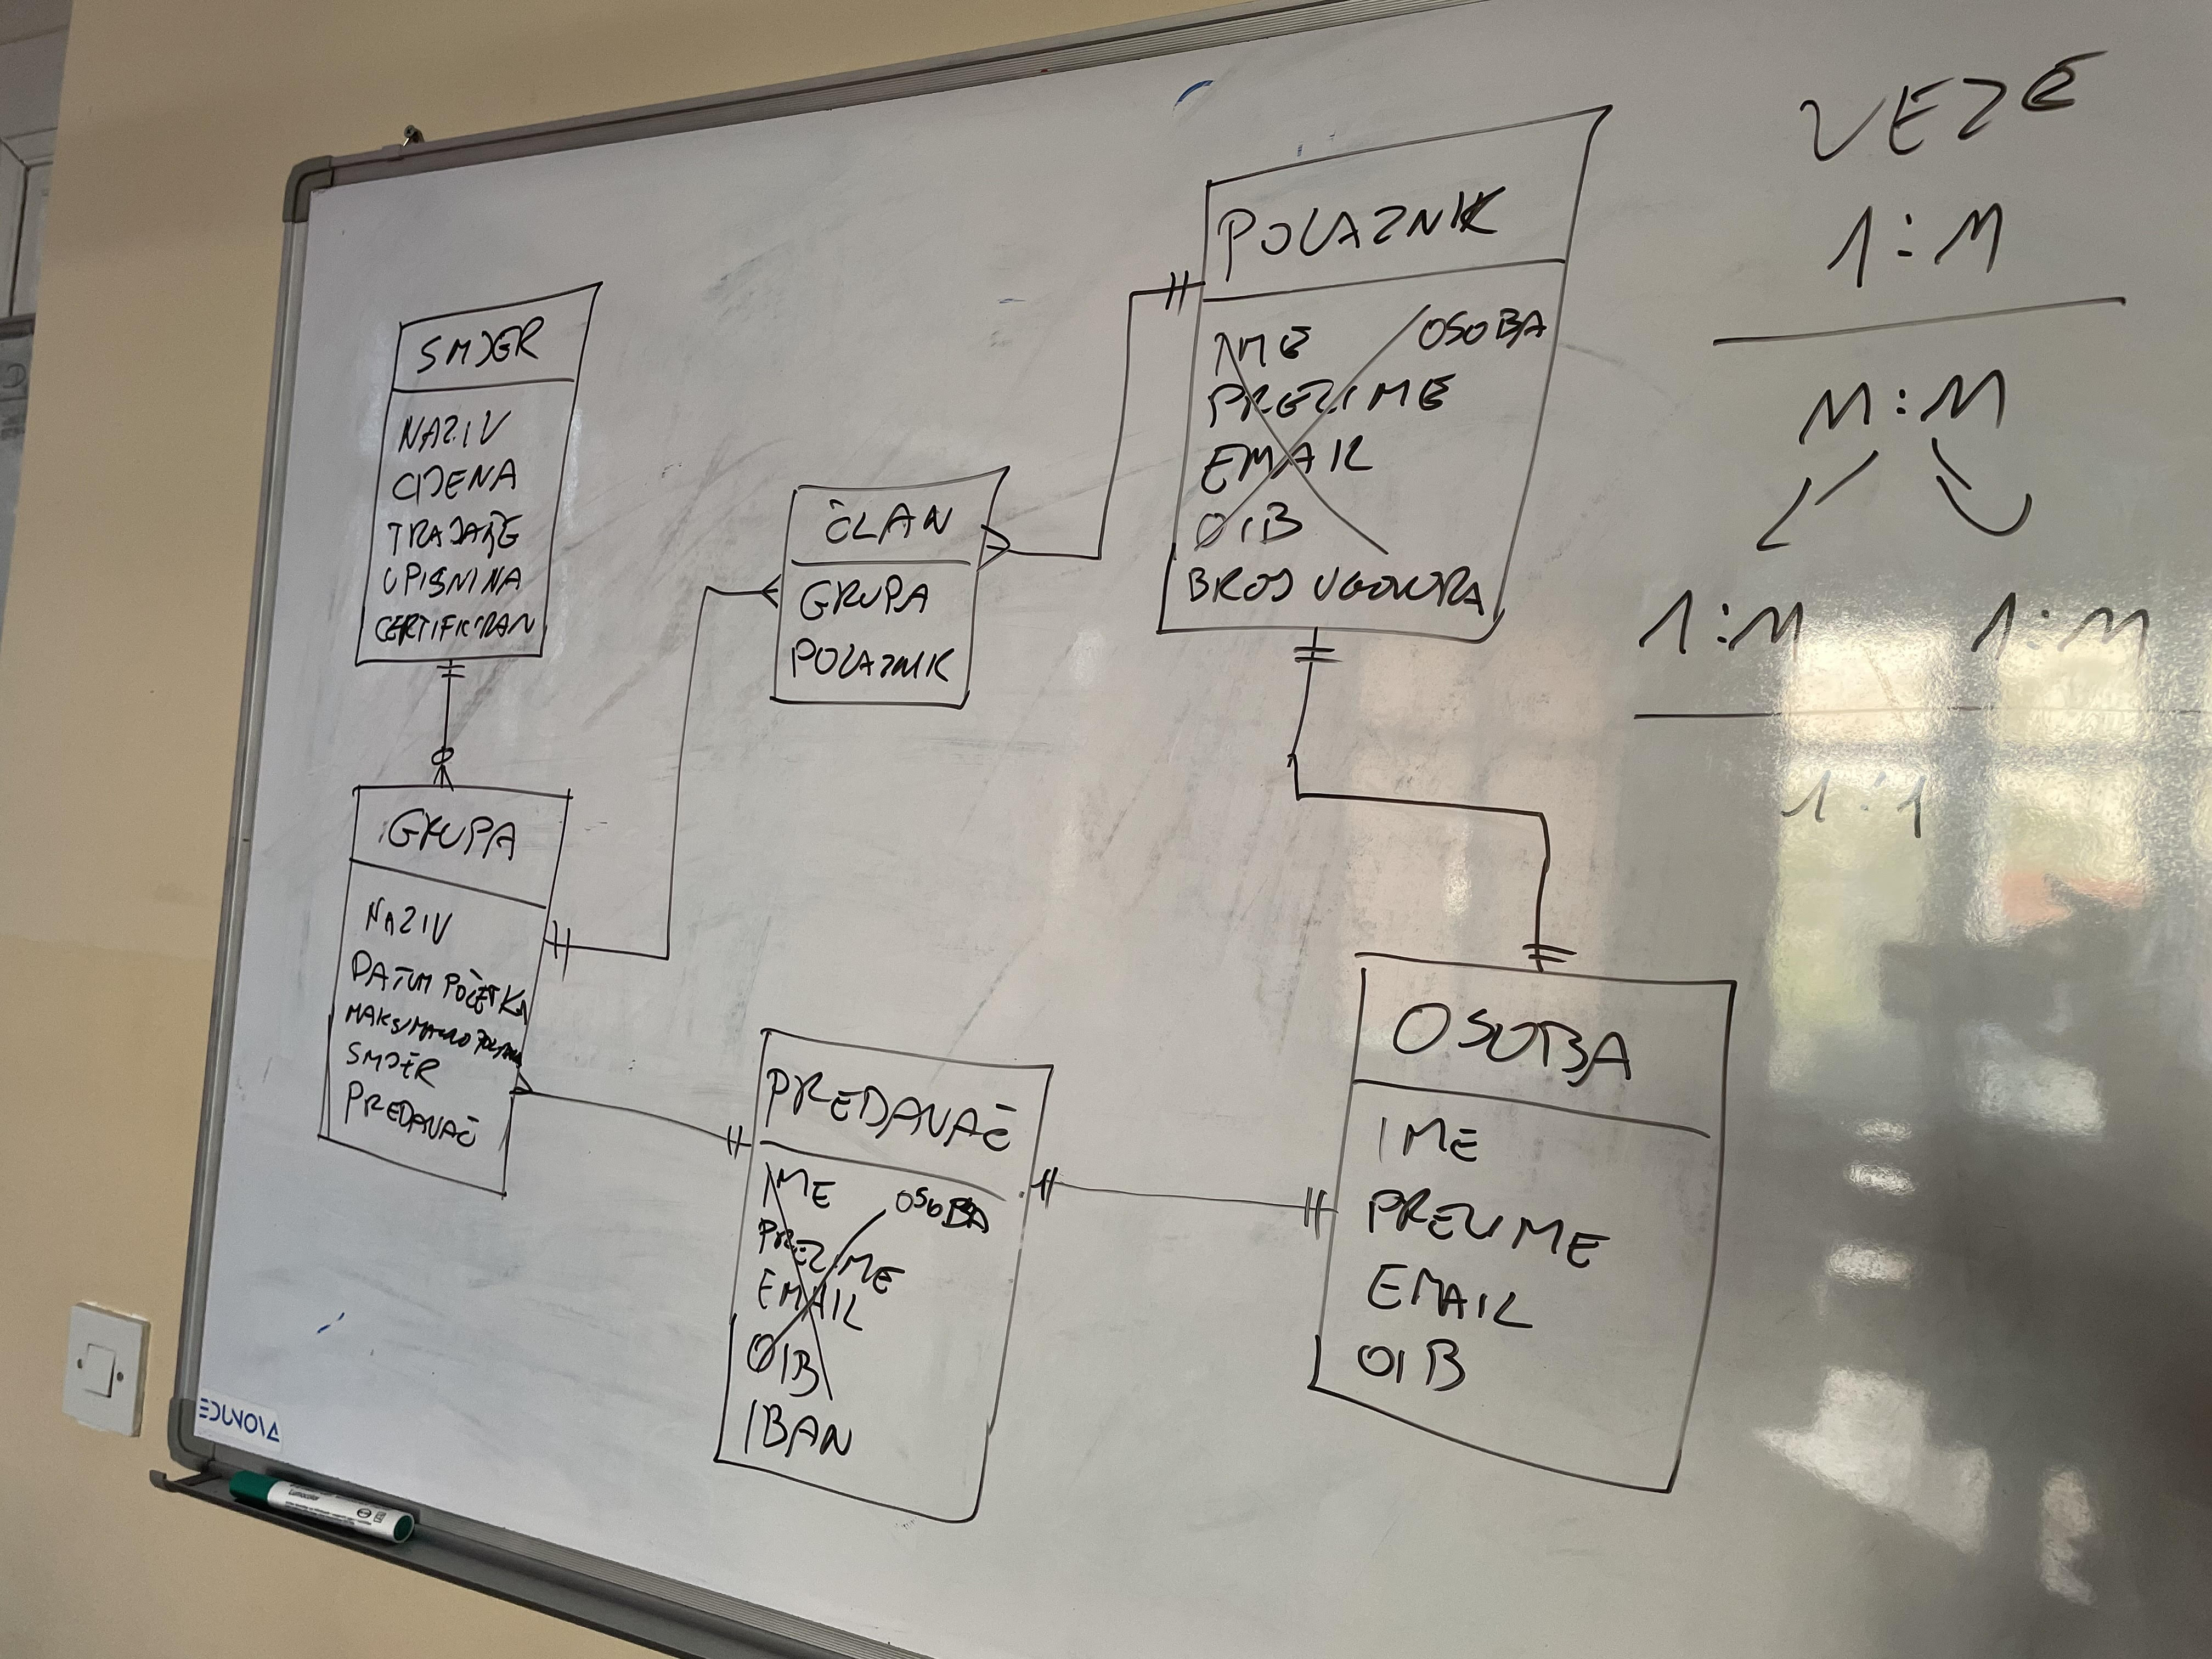 SMJER
NAZIV
CIJENA
TRAJANJE
UPISNINA
CERTIFICIRAN
GRUPA
NAZIV
DATUM POČETKA
SMJER
PREDAVAČ
ČLAN
GRUPA
POLAZNIK
POLAZNIK
IME OSOBA
PREZIME
EMAIL
OIB
BROJ UGOVORA
PREDAVAČ
IME OSOBA
PREZIME
EMAIL
OIB
IBAN
OSOBA
IME
PREZIME
EMAIL
OIB
VEZE
1:M
M:M
1:M 1:M
1:1
EDUNOVA
Lumocolor